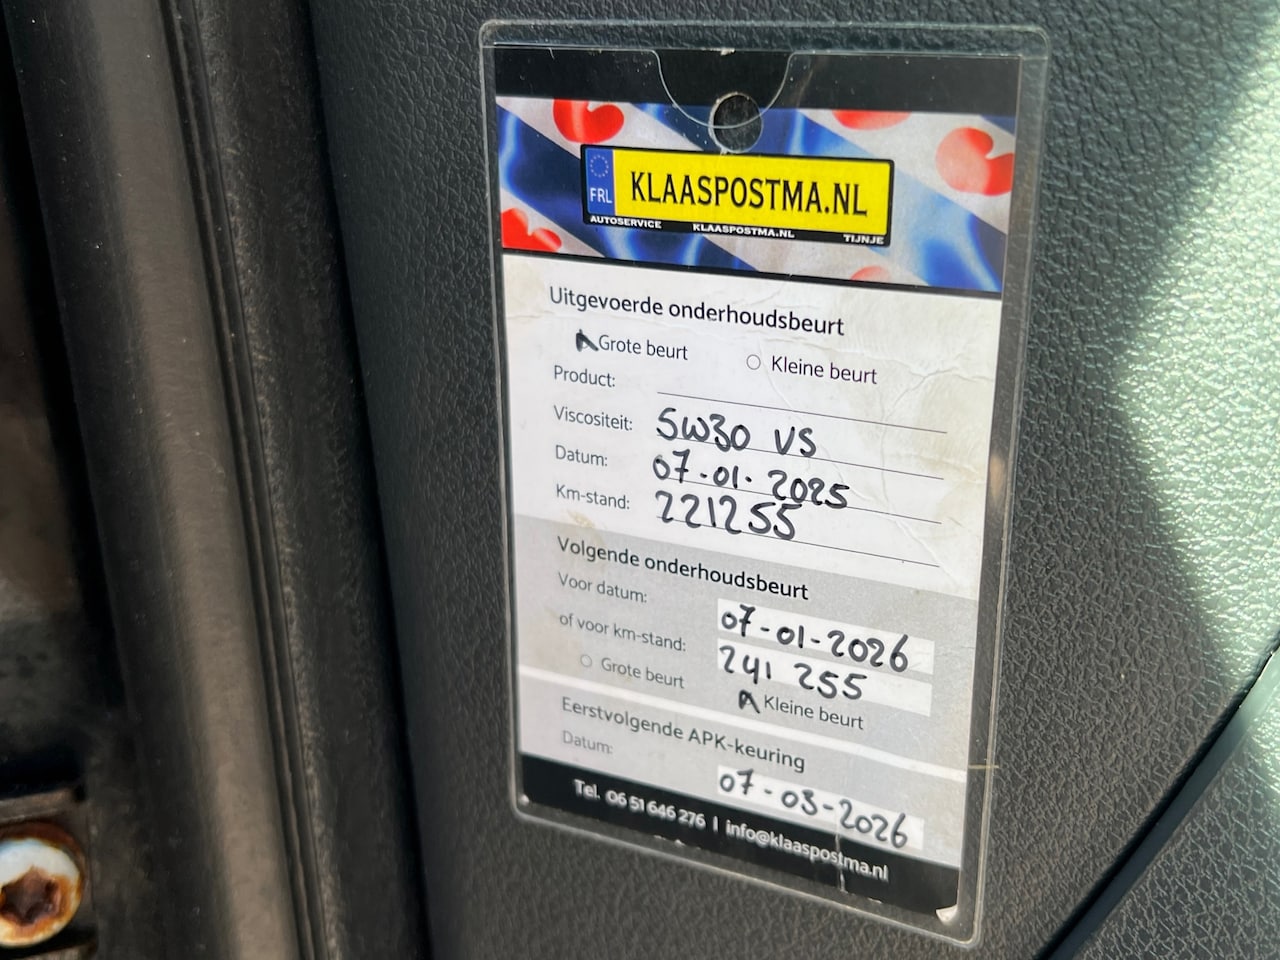 FRL KLAASPOSTMA.NL
AUTOSERVICE KLAASPOSTMA.NL TIJNJE
Uitgevoerde onderhoudsbeurt
Grote beurt Kleine beurt
Product:
Viscositeit: 5W30 VS
Datum: 07-01-2025
Km-stand: 221255
Volgende onderhoudsbeurt
Voor datum: 07-01-2026
of voor km-stand: 241 255
Grote beurt Kleine beurt
Eerstvolgende APK-keuring
Datum: 07-03-2026
Tel. 06 51 646 276 | info@klaaspostma.nl